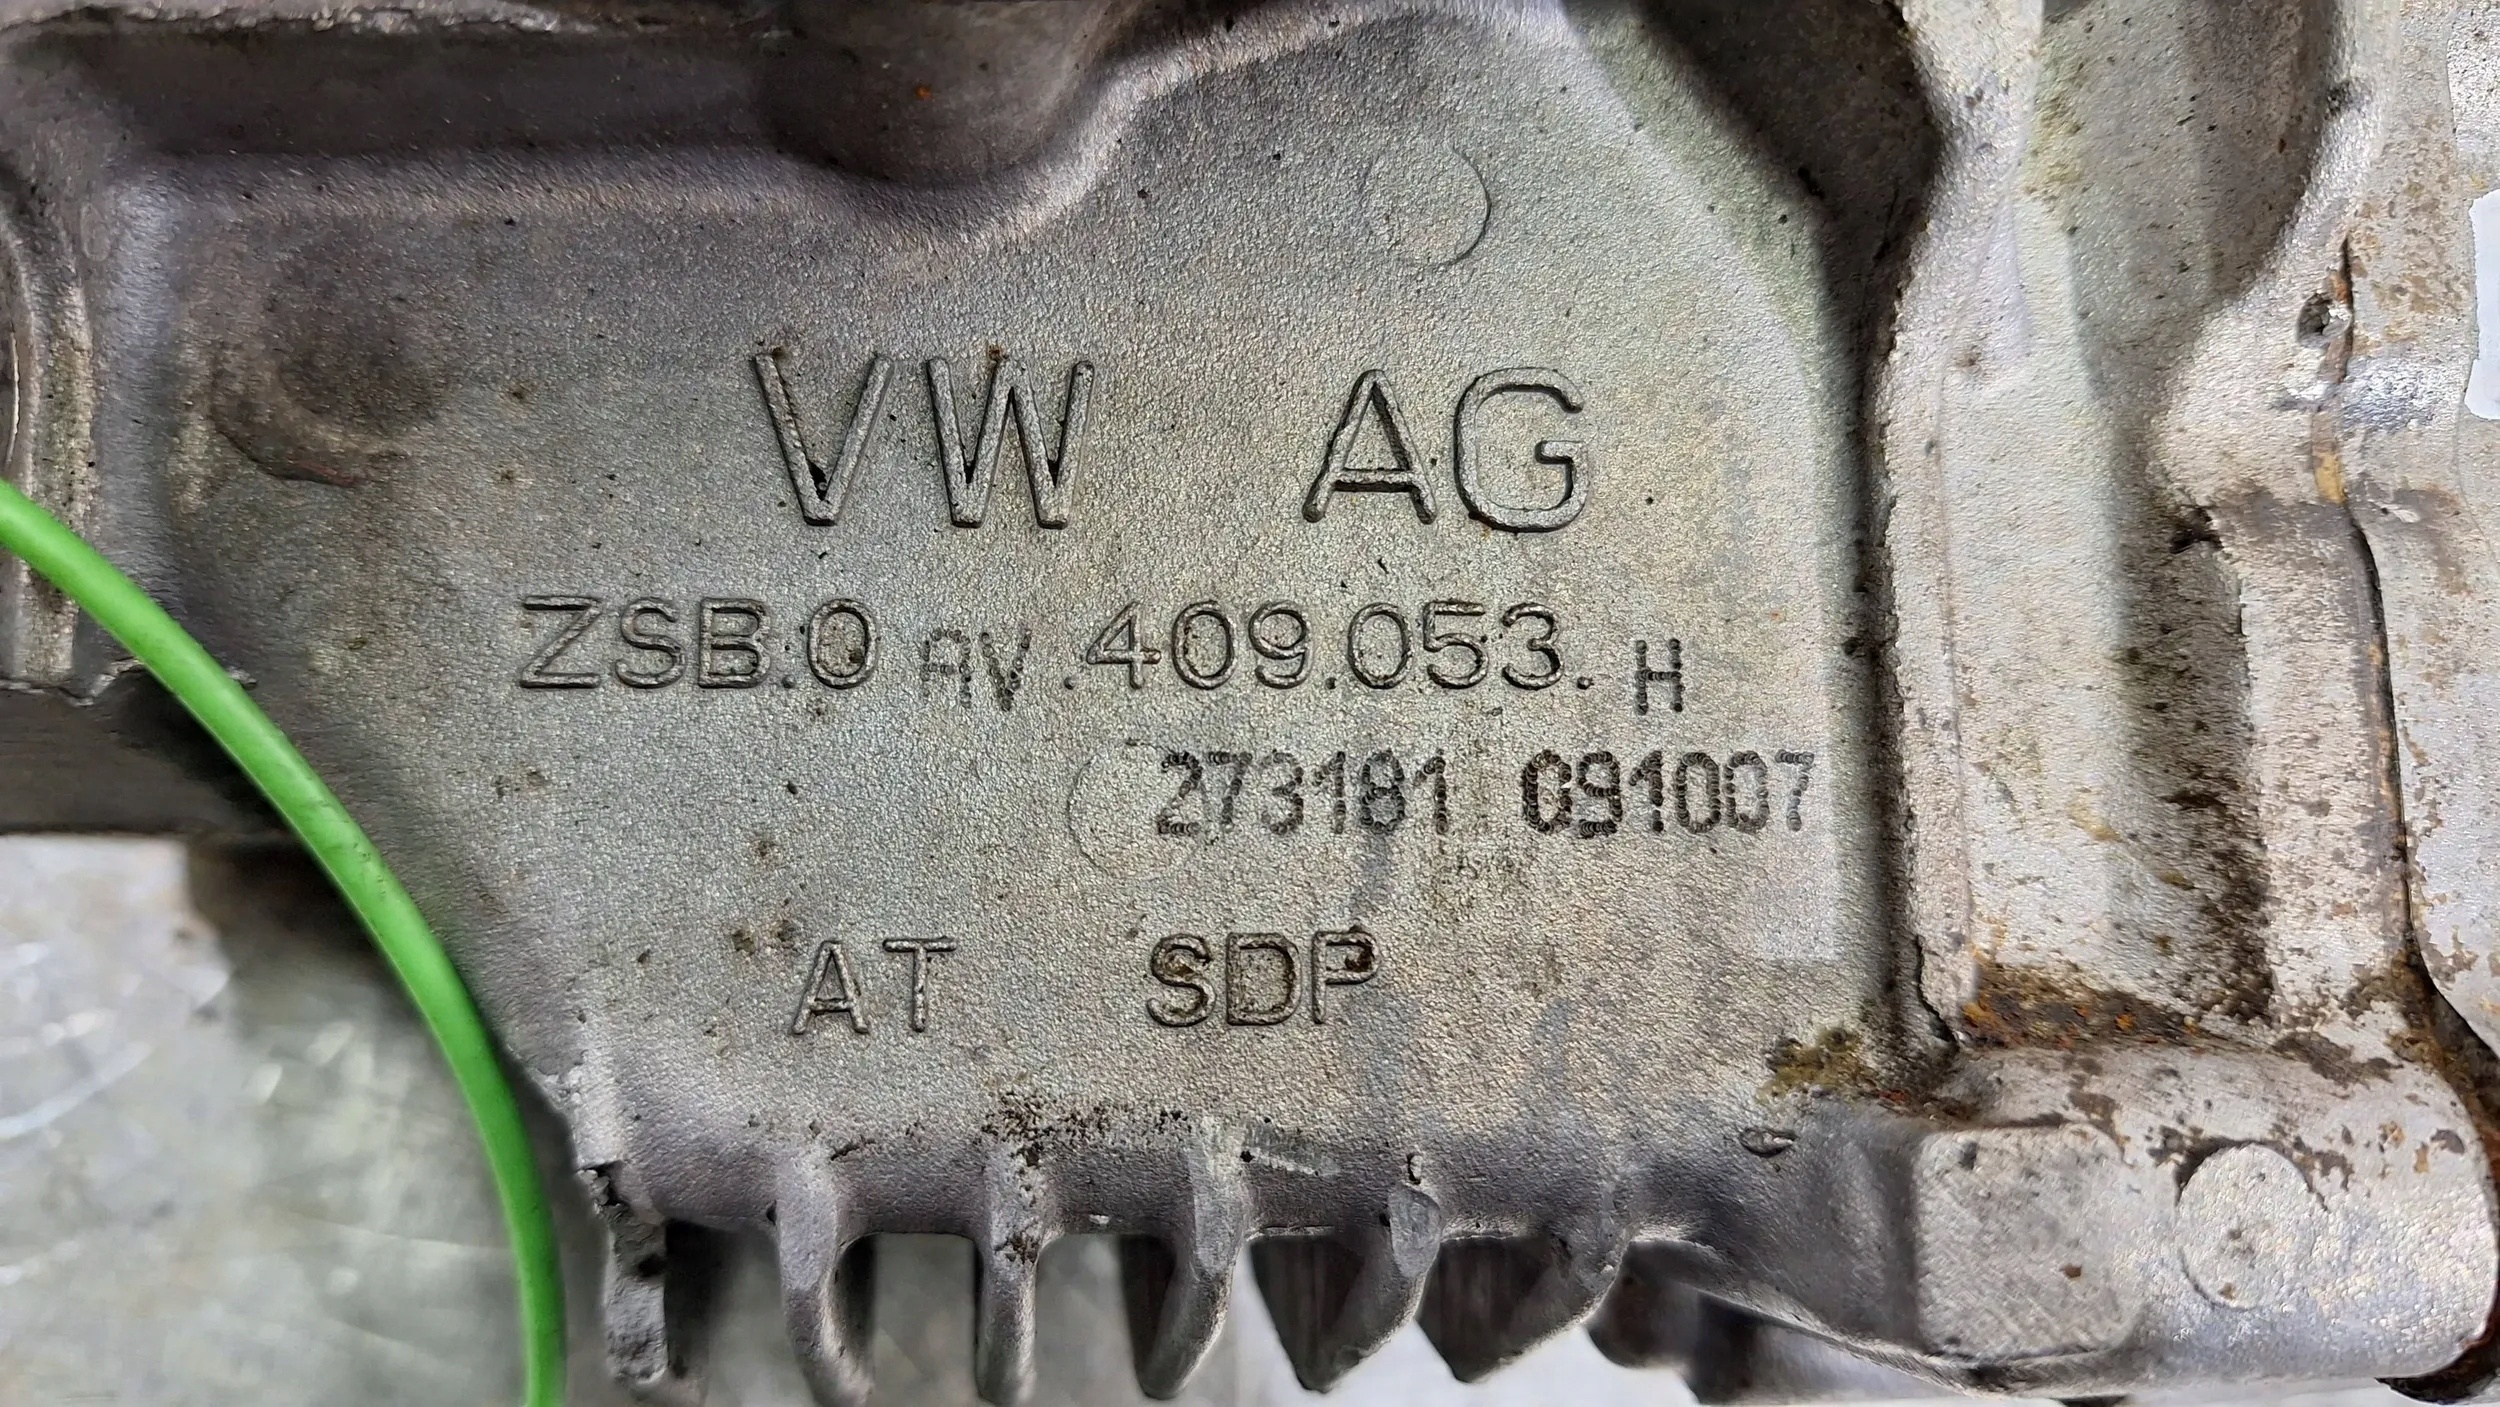 VW AG
ZSB.0 AV .409.053. H
273181 091007
AT SDP